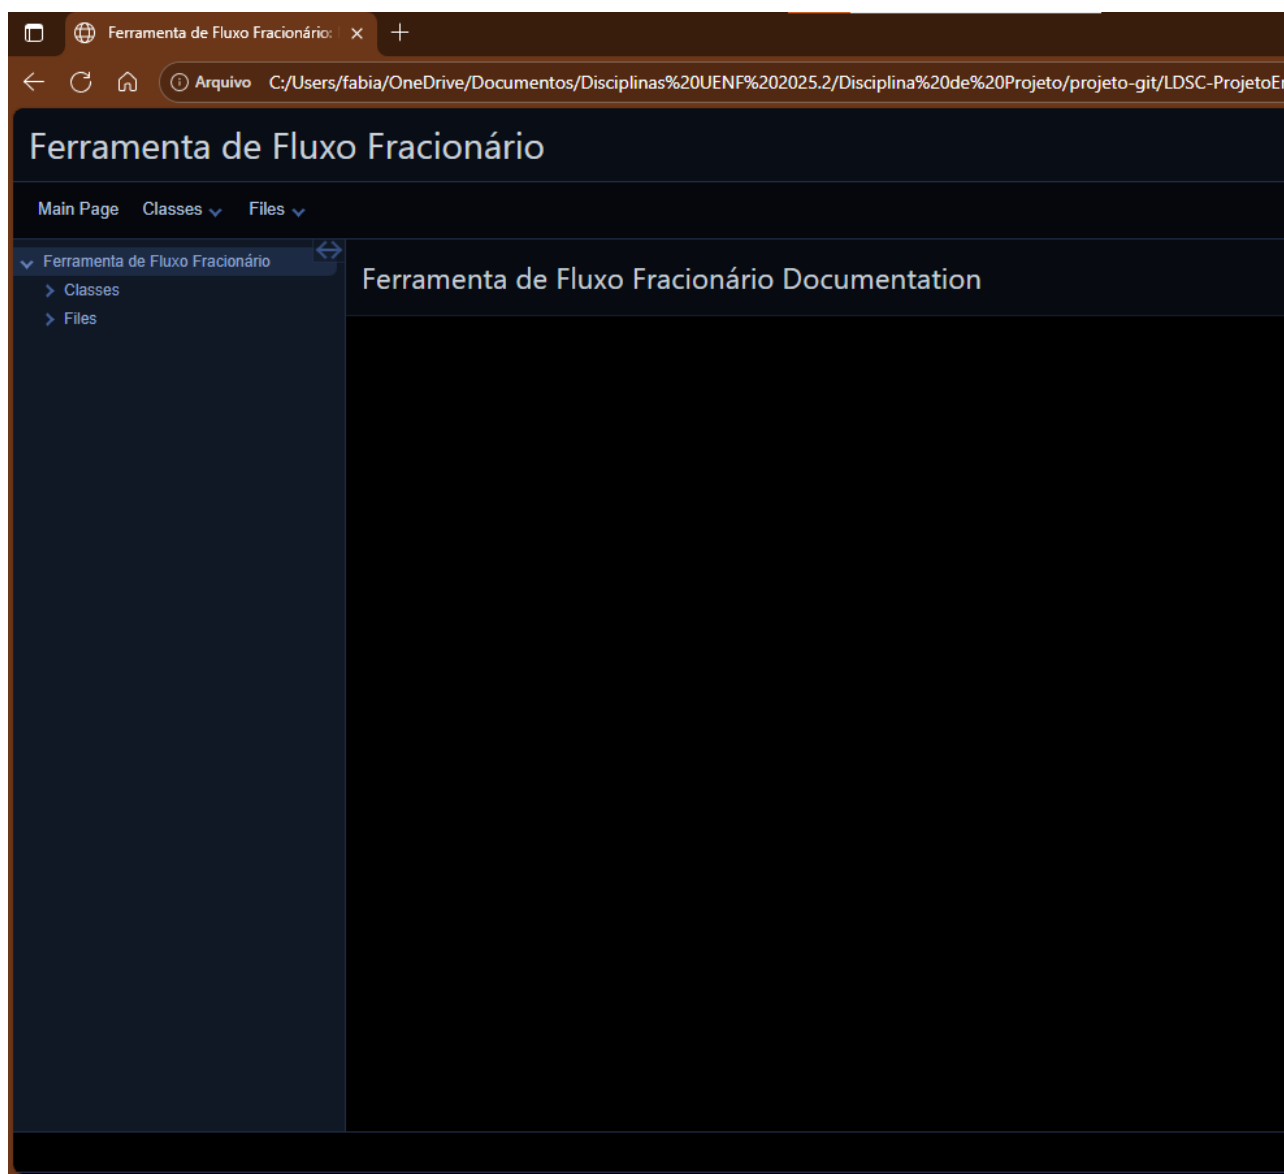 Ferramenta de Fluxo Fracionário:
Arquivo C:/Users/fabia/OneDrive/Documentos/Disciplinas%20UENF%202025.2/Disciplina%20de%20Projeto/projeto-git/LDSC-ProjetoE
Ferramenta de Fluxo Fracionário
Main Page Classes Files
Ferramenta de Fluxo Fracionário
Classes
Files
Ferramenta de Fluxo Fracionário Documentation